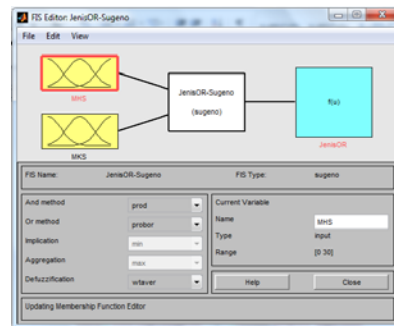 FIS Editor: JenisOR-Sugeno
File Edit View
MHS
JenisOR-Sugeno
(sugeno)
f(u)
MKS
JenisOR
FIS Name: JenisOR-Sugeno FIS Type: sugeno
And method prod
Or method probor
Implication min
Aggregation max
Defuzzification wtaver
Current Variable
Name MHS
Type input
Range [0 30]
Help Close
Updating Membership Function Editor